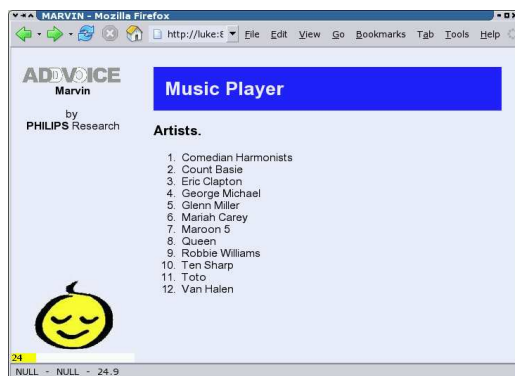 MARVIN - Mozilla Firefox
http://luke:8 File Edit View Go Bookmarks Tab Tools Help
ADDVOICE
Marvin
by
PHILIPS Research
Music Player
Artists.
1. Comedian Harmonists
2. Count Basie
3. Eric Clapton
4. George Michael
5. Glenn Miller
6. Mariah Carey
7. Maroon 5
8. Queen
9. Robbie Williams
10. Ten Sharp
11. Toto
12. Van Halen
24
NULL - NULL - 24.9